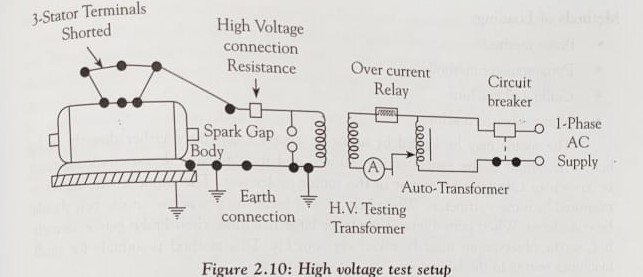 3-Stator Terminals
Shorted
High Voltage
connection
Resistance
Over current
Relay
Circuit
breaker
1-Phase
AC
Supply
Spark Gap
Body
A
Auto-Transformer
Earth
connection
H.V. Testing
Transformer
Figure 2.10: High voltage test setup